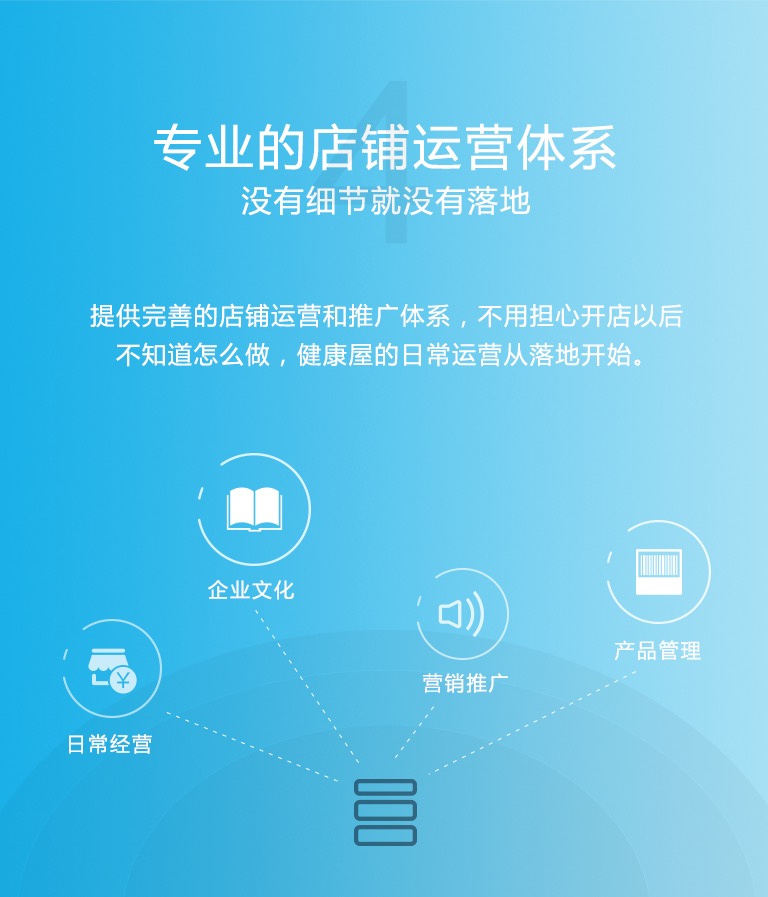 4
专业的店铺运营体系
没有细节就没有落地
提供完善的店铺运营和推广体系，不用担心开店以后
不知道怎么做，健康屋的日常运营从落地开始。
企业文化
产品管理
营销推广
¥
日常经营